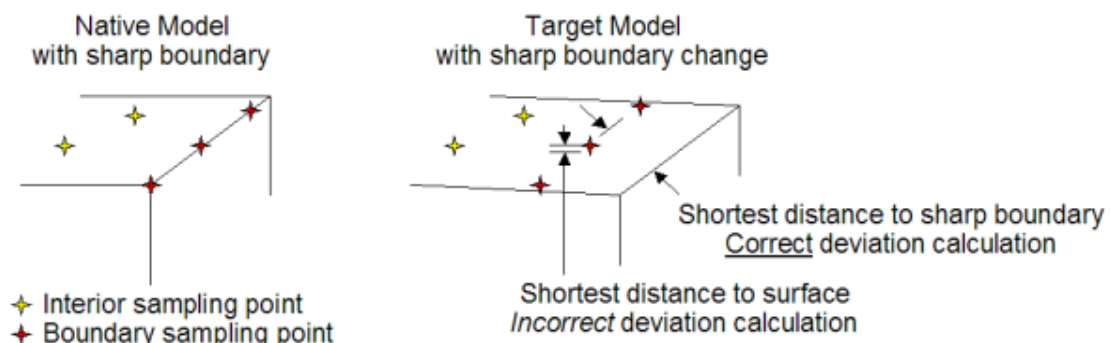 Native Model
with sharp boundary
Target Model
with sharp boundary change
Shortest distance to sharp boundary
Correct deviation calculation
Shortest distance to surface
Incorrect deviation calculation
Interior sampling point
Boundary sampling point